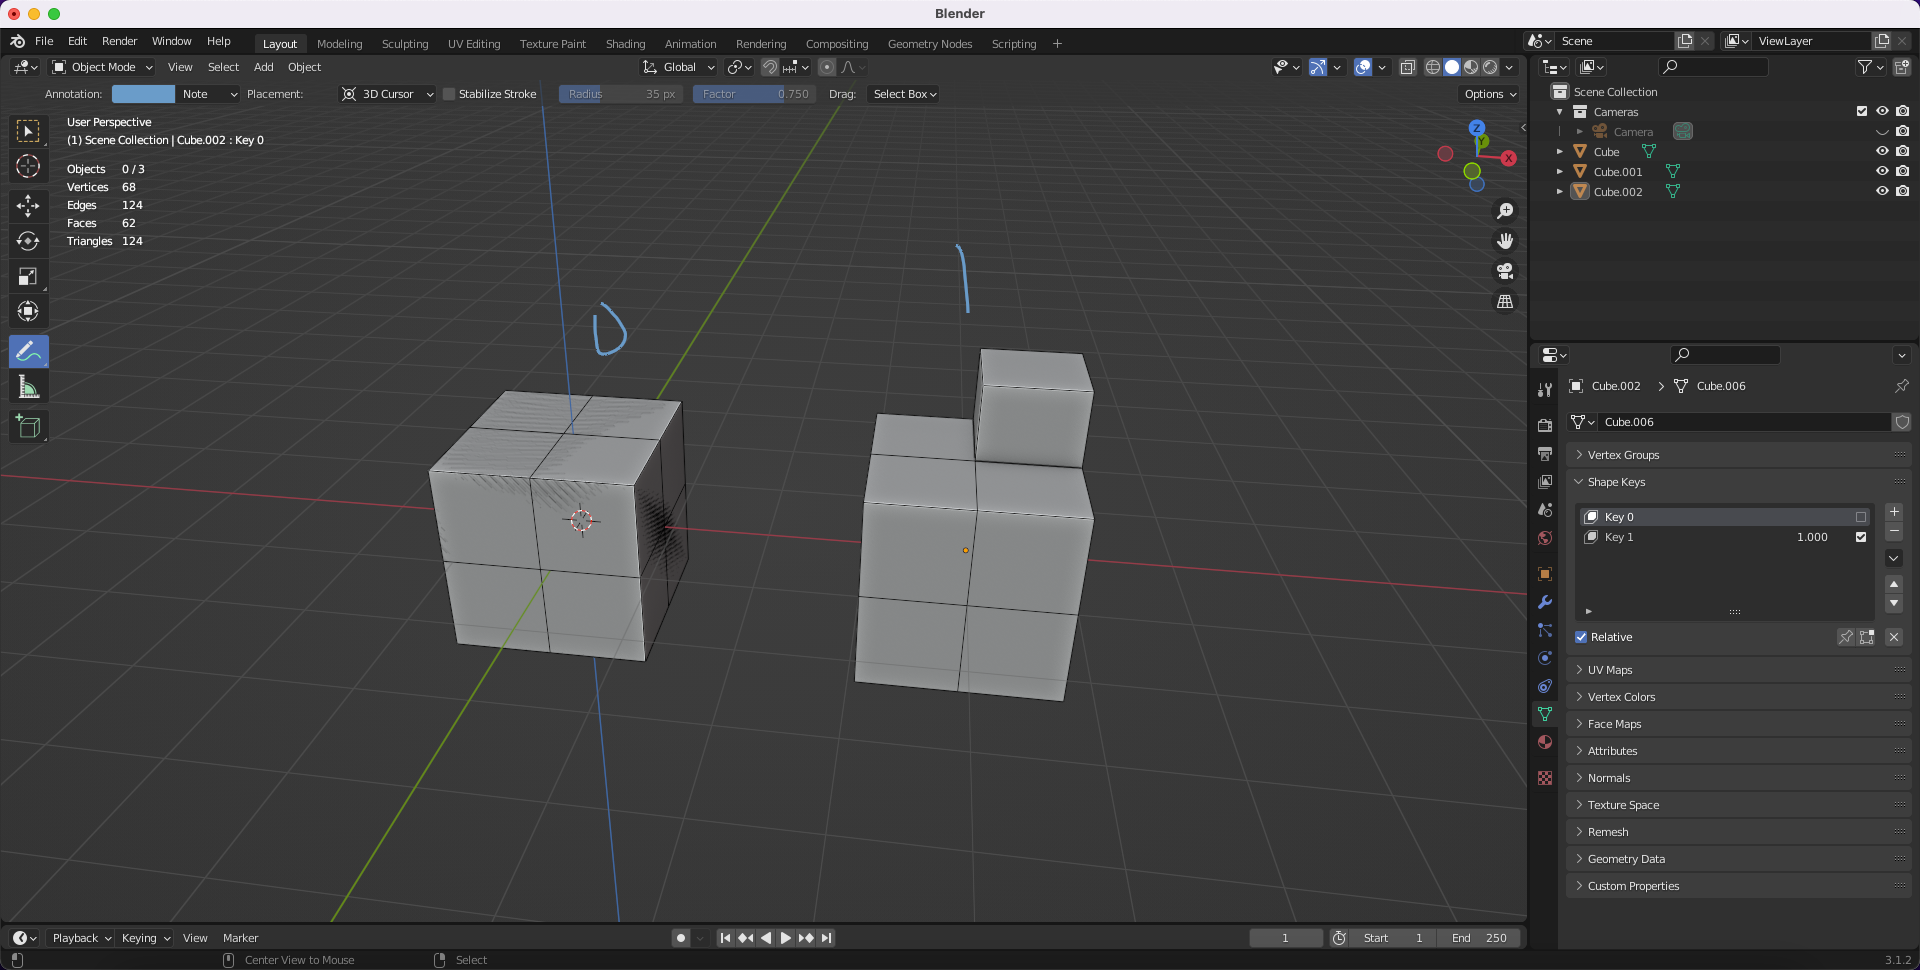 Blender
File Edit Render Window Help
Layout Modeling Sculpting UV Editing Texture Paint Shading Animation Rendering Compositing Geometry Nodes Scripting +
Scene
ViewLayer
Object Mode View Select Add Object
Global
Annotation: Note Placement: 3D Cursor Stabilize Stroke Radius 35 px Factor 0.750 Drag: Select Box
Options
User Perspective
(1) Scene Collection | Cube.002 : Key 0
Objects 0 / 3
Vertices 68
Edges 124
Faces 62
Triangles 124
Z
Y
X
Scene Collection
Cameras
Camera
Cube
Cube.001
Cube.002
Cube.002 > Cube.006
Cube.006
Vertex Groups
Shape Keys
Key 0
Key 1 1.000
Relative
UV Maps
Vertex Colors
Face Maps
Attributes
Normals
Texture Space
Remesh
Geometry Data
Custom Properties
Playback Keying View Marker
1
Start 1
End 250
Center View to Mouse
Select
3.1.2